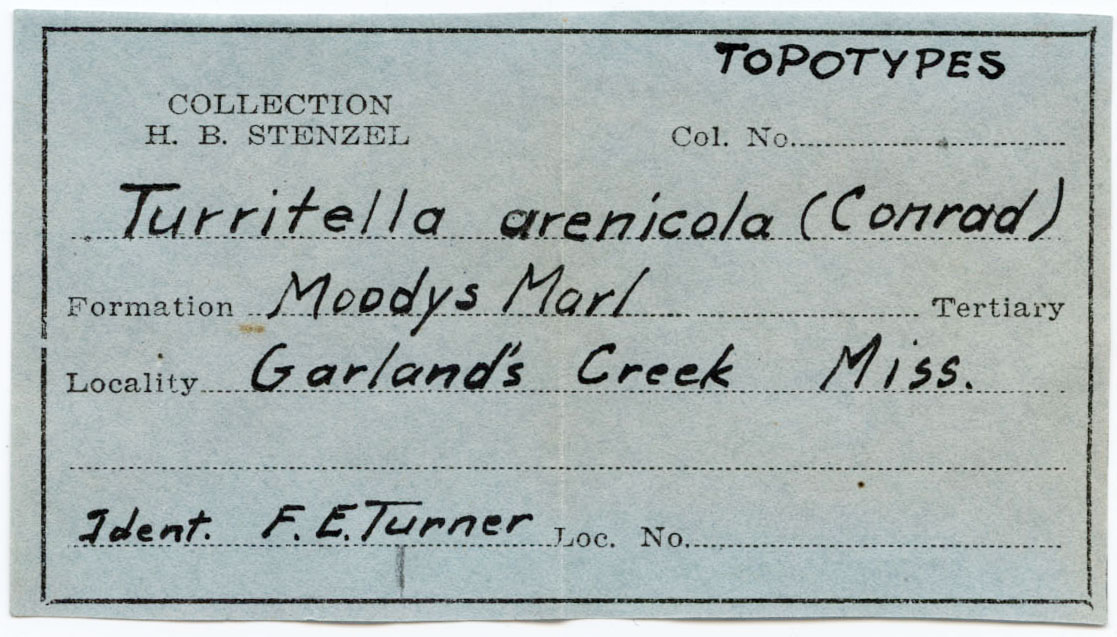 TOPOTYPES
COLLECTION
H. B. STENZEL
Col. No.
Turritella arenicola (Conrad)
Formation Moodys Marl Tertiary
Locality Garland's Creek Miss.
Ident. F. E. Turner Loc. No.